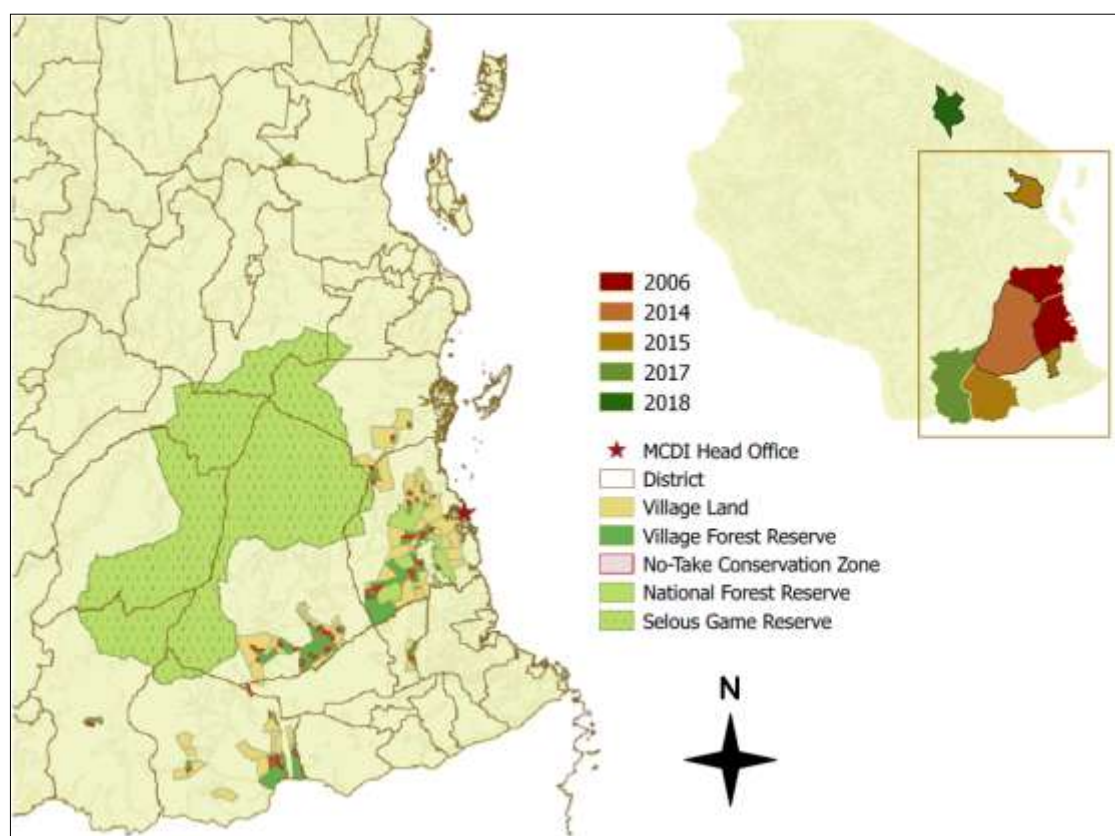 2006
2014
2015
2017
2018
MCDI Head Office
District
Village Land
Village Forest Reserve
No-Take Conservation Zone
National Forest Reserve
Selous Game Reserve
N